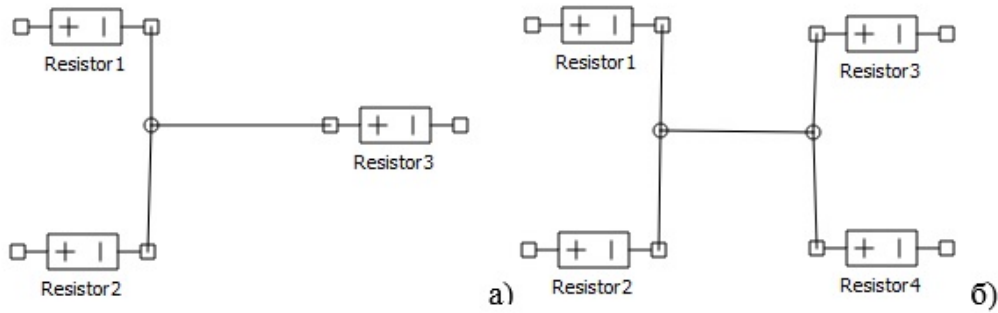 Resistor1
Resistor3
Resistor2
а)
Resistor1
Resistor3
Resistor2
Resistor4
б)